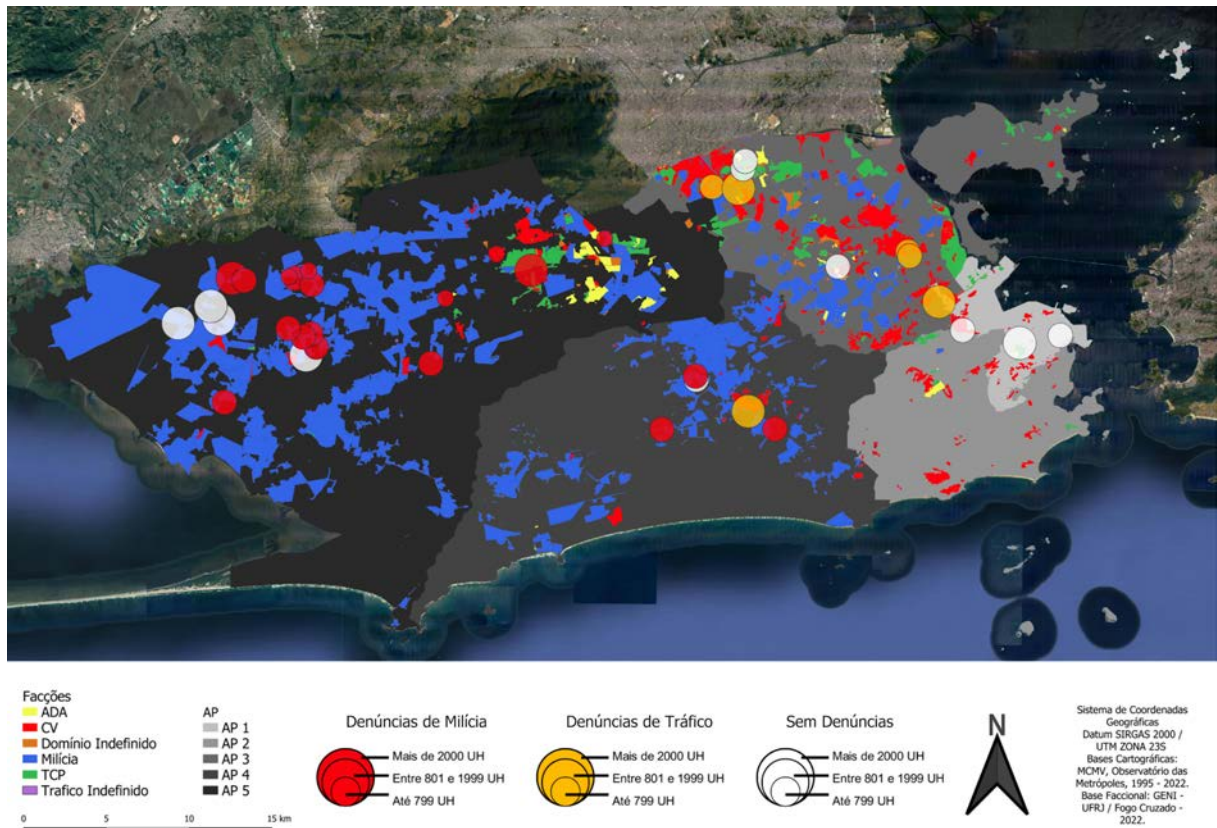 Facções
ADA
CV
Domínio Indefinido
Milícia
TCP
Trafico Indefinido
AP
AP 1
AP 2
AP 3
AP 4
AP 5
0 5 10 15 km
Denúncias de Milícia
Mais de 2000 UH
Entre 801 e 1999 UH
Até 799 UH
Denúncias de Tráfico
Mais de 2000 UH
Entre 801 e 1999 UH
Até 799 UH
Sem Denúncias
Mais de 2000 UH
Entre 801 e 1999 UH
Até 799 UH
N
Sistema de Coordenadas
Geográficas
Datum SIRGAS 2000 /
UTM ZONA 23S
Bases Cartográficas:
MCMV, Observatório das
Metrópoles, 1995 - 2022.
Base Faccional: GENI -
UFRJ / Fogo Cruzado -
2022.